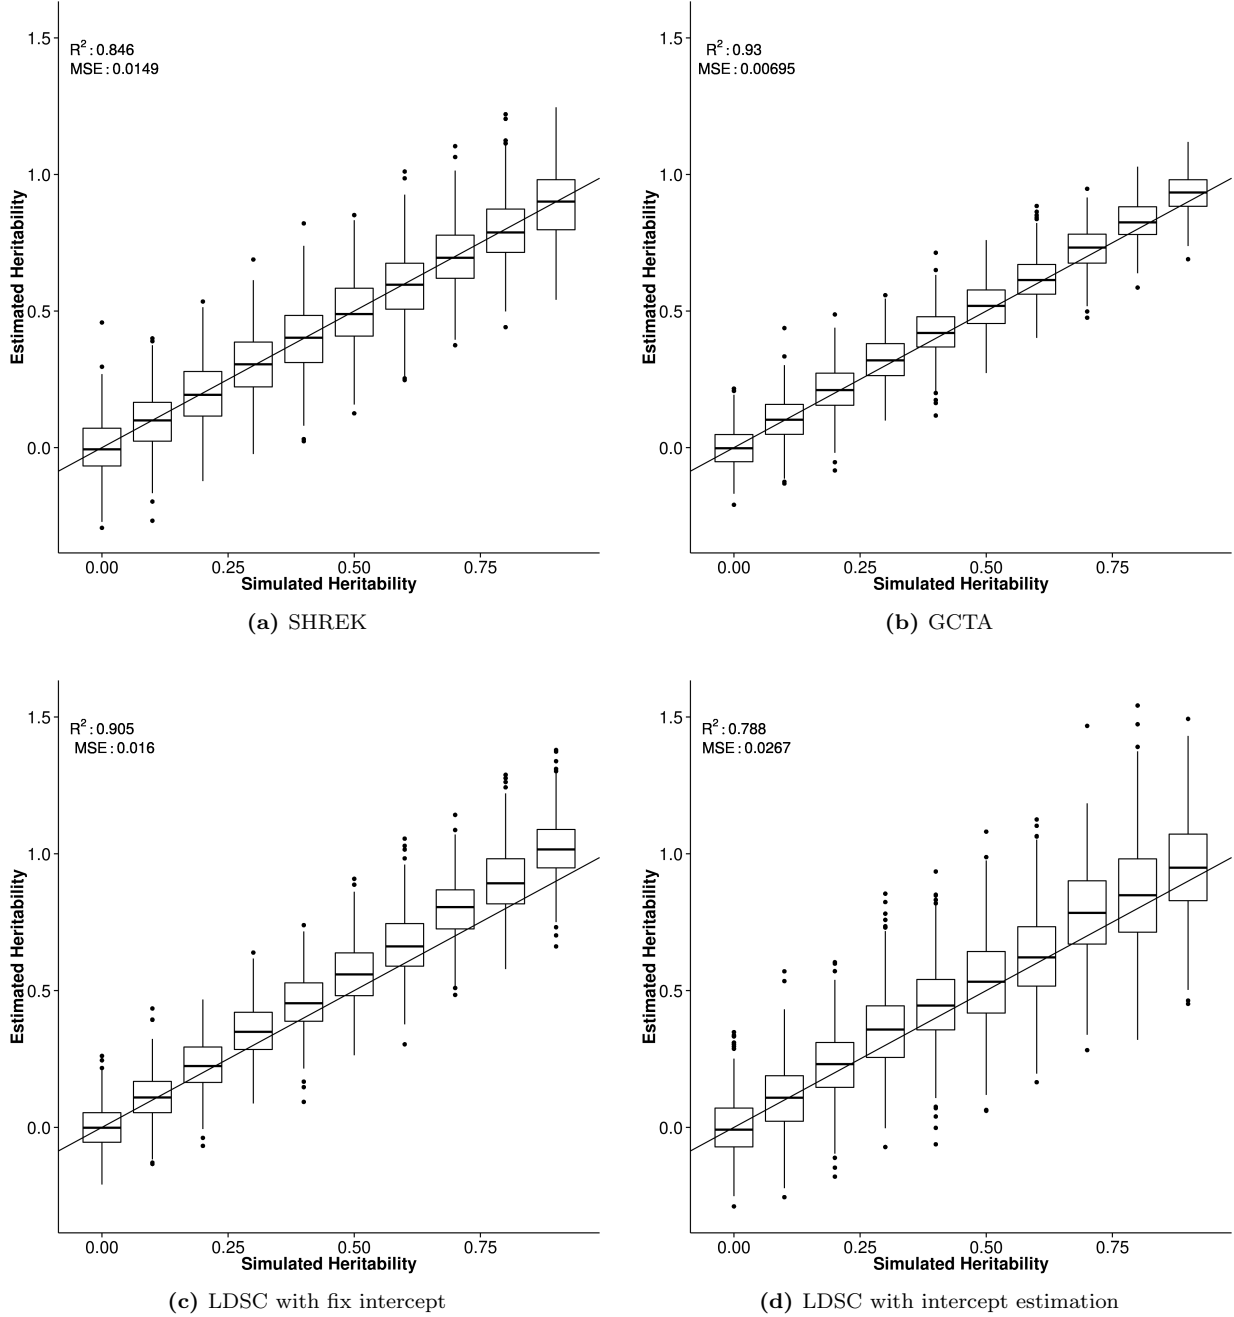 1.5
R2 : 0.846
MSE : 0.0149
1.0
0.5
0.0
Estimated Heritability
0.00 0.25 0.50 0.75
Simulated Heritability
(a) SHREK
1.5
R2 : 0.93
MSE : 0.00695
1.0
0.5
0.0
Estimated Heritability
0.00 0.25 0.50 0.75
Simulated Heritability
(b) GCTA
1.5
R2 : 0.905
MSE : 0.016
1.0
0.5
0.0
Estimated Heritability
0.00 0.25 0.50 0.75
Simulated Heritability
(c) LDSC with fix intercept
1.5
R2 : 0.788
MSE : 0.0267
1.0
0.5
0.0
Estimated Heritability
0.00 0.25 0.50 0.75
Simulated Heritability
(d) LDSC with intercept estimation